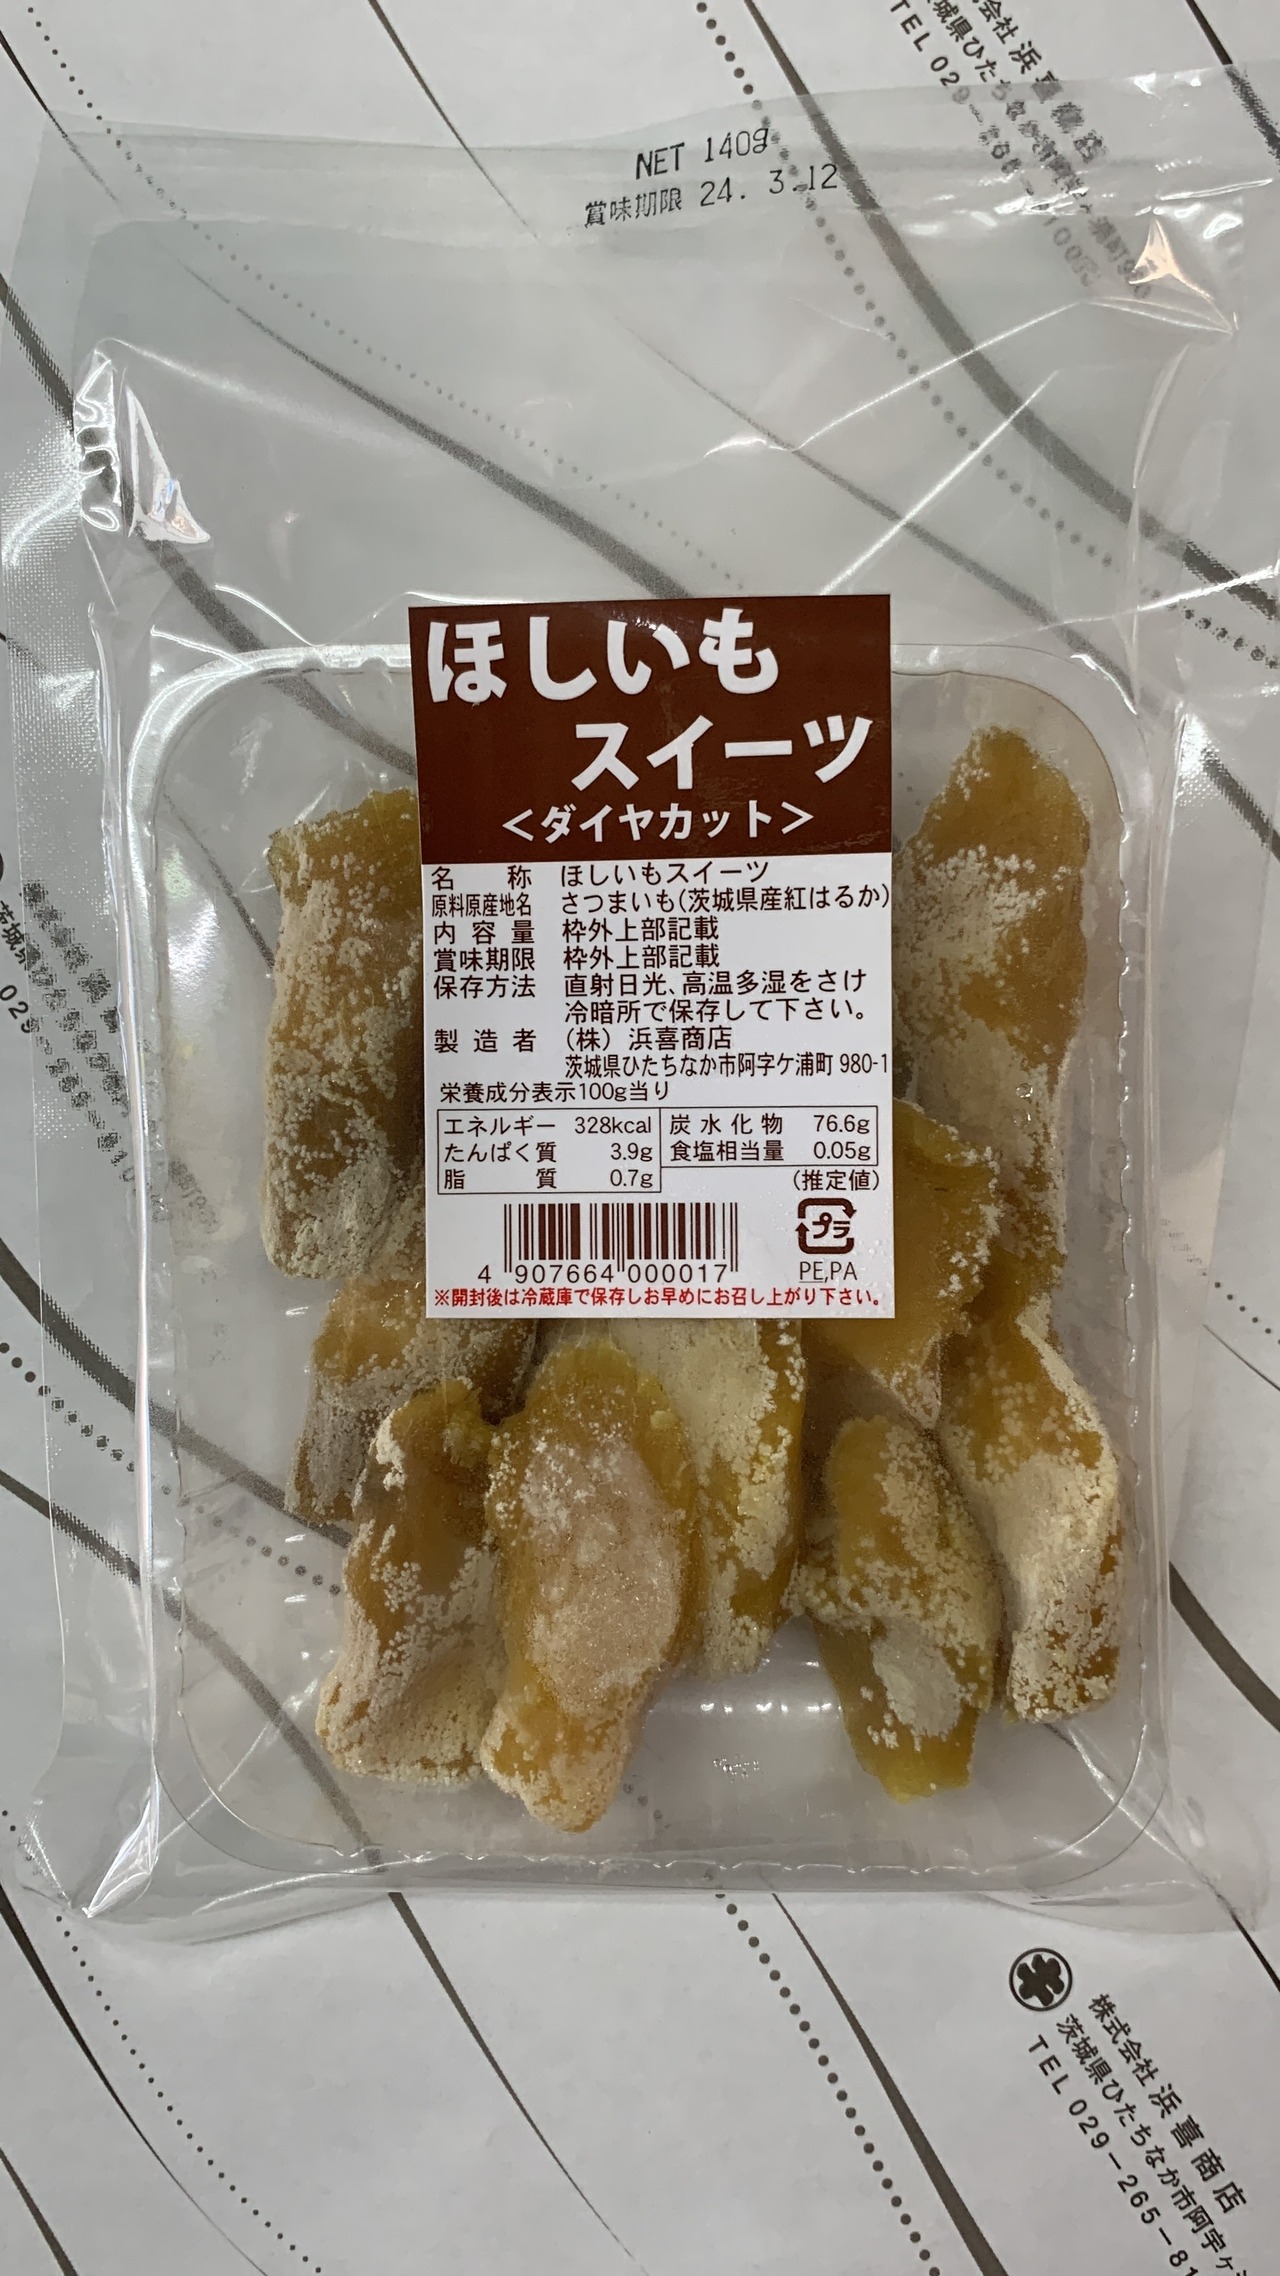 会社 浜
城県ひたち
TEL 029
NET 140g
賞味期限 24. 3.12
ほしいも
スイーツ
＜ダイヤカット＞
名 称 ほしいもスイーツ
原料原産地名 さつまいも(茨城県産紅はるか)
内容量 枠外上部記載
賞味期限 枠外上部記載
保存方法 直射日光、高温多湿をさけ
冷暗所で保存して下さい。
製造者 (株) 浜喜商店
茨城県ひたちなか市阿字ケ浦町 980-1
栄養成分表示100g当り
エネルギー 328kcal 炭水化物 76.6g
たんぱく質 3.9g 食塩相当量 0.05g
脂質 0.7g (推定値)
プラ
4 907664 000017
PE,PA
※開封後は冷蔵庫で保存しお早めにお召し上がり下さい。
株式会社 浜喜商店
茨城県ひたちなか市阿字ヶ
TEL 029-265-81